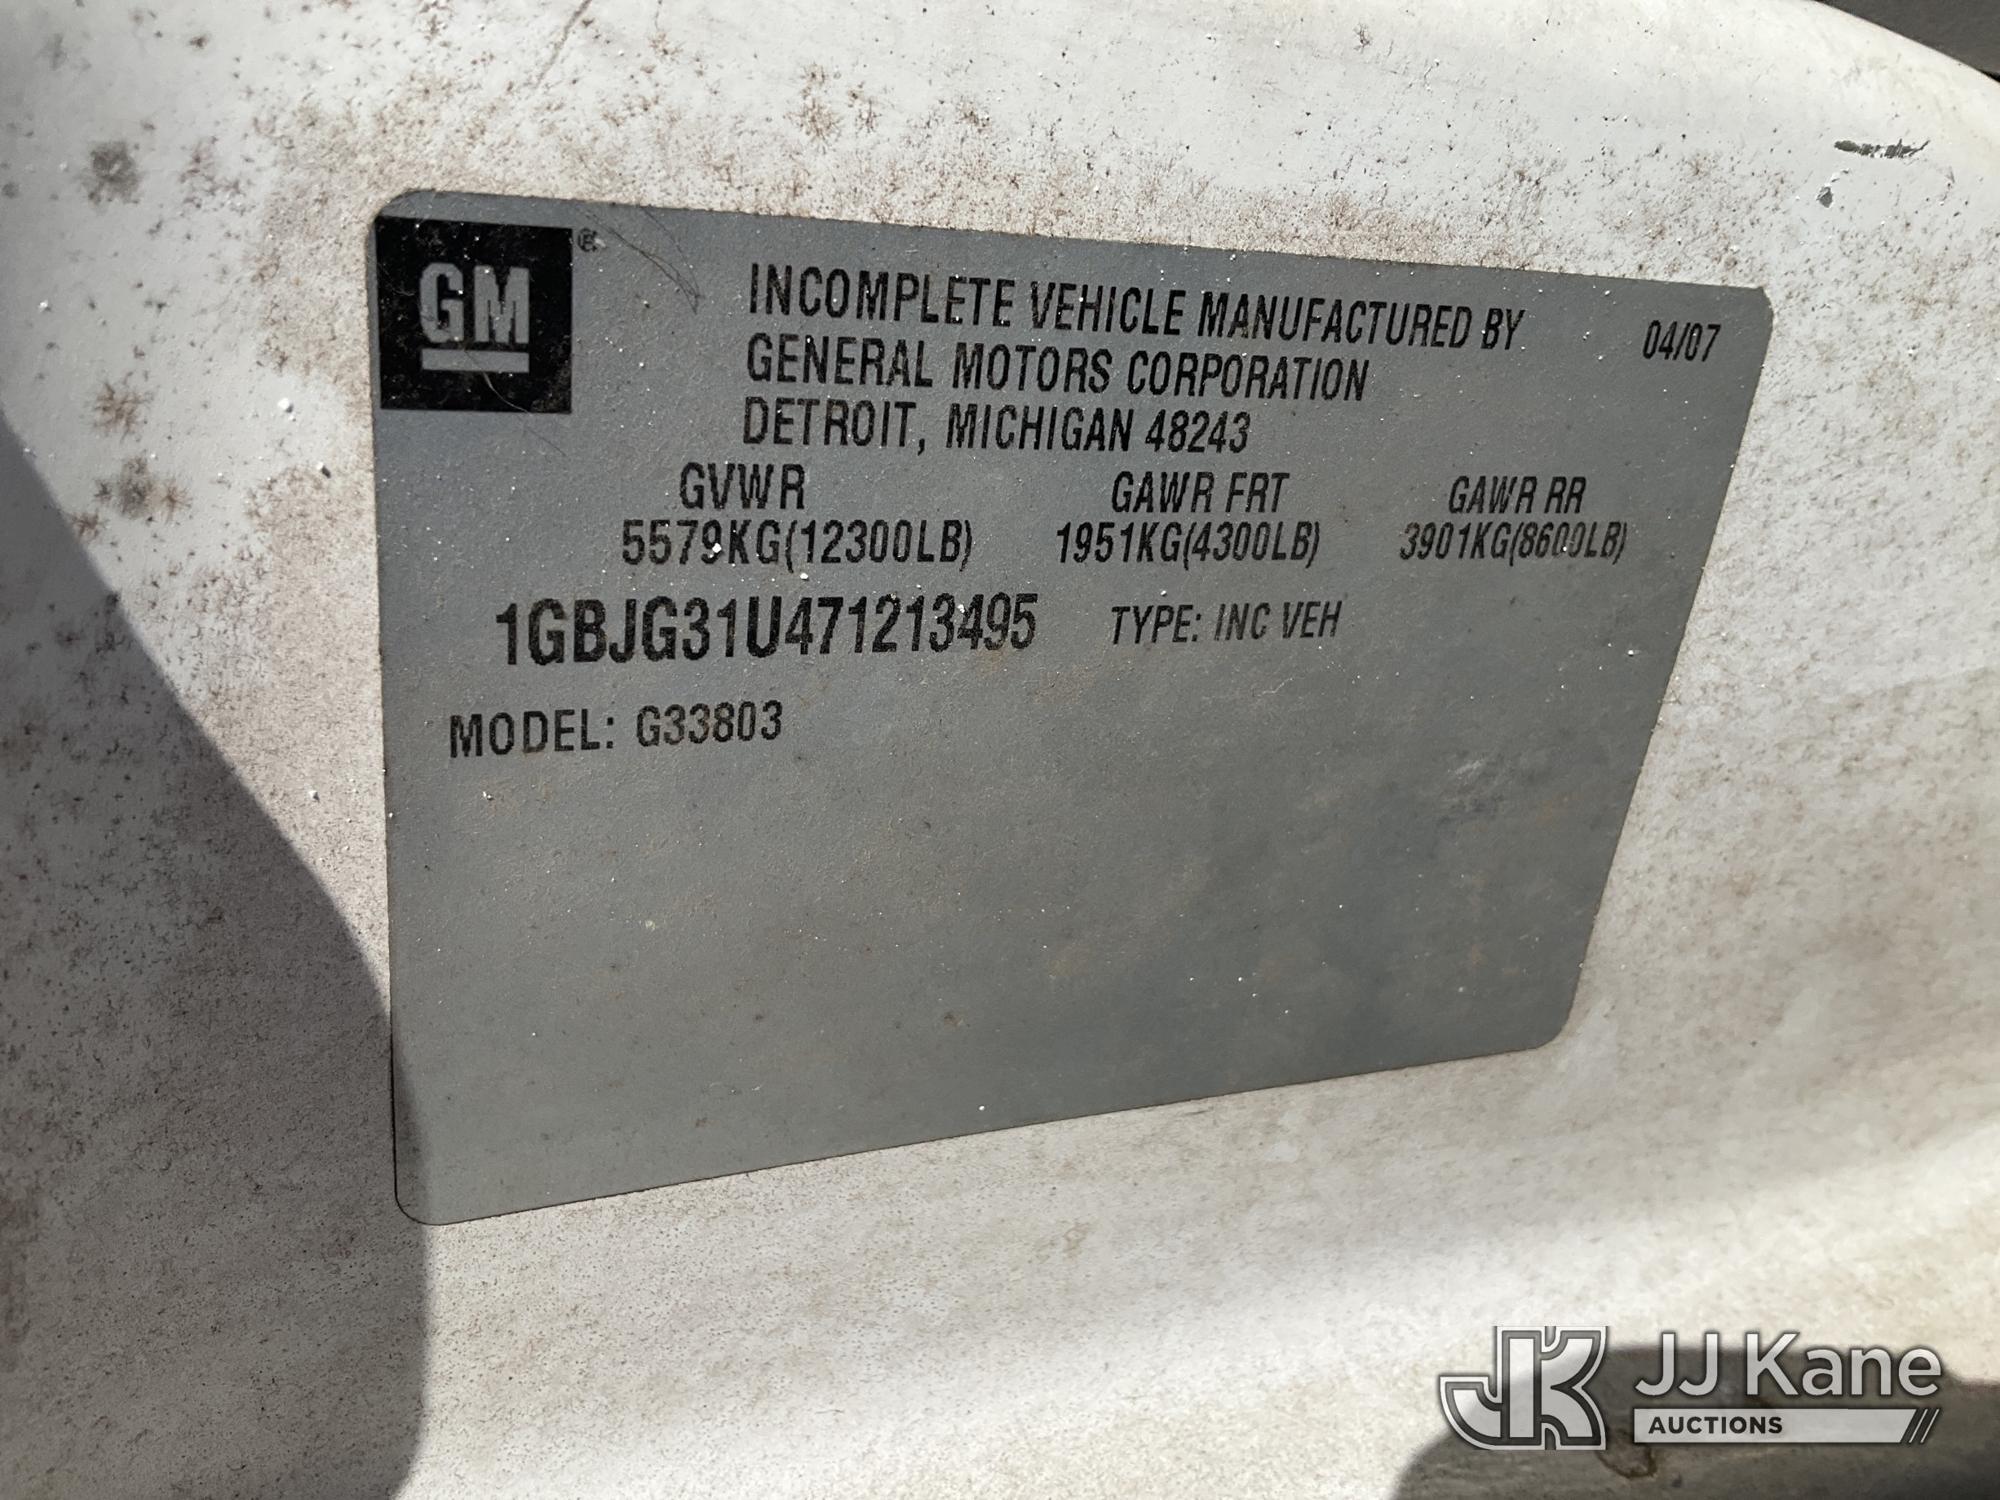 GM®
INCOMPLETE VEHICLE MANUFACTURED BY 04/07
GENERAL MOTORS CORPORATION
DETROIT, MICHIGAN 48243
GVWR GAWR FRT GAWR RR
5579KG(12300LB) 1951KG(4300LB) 3901KG(8600LB)
1GBJG31U471213495 TYPE: INC VEH
MODEL: G33803
JK JJ Kane
AUCTIONS